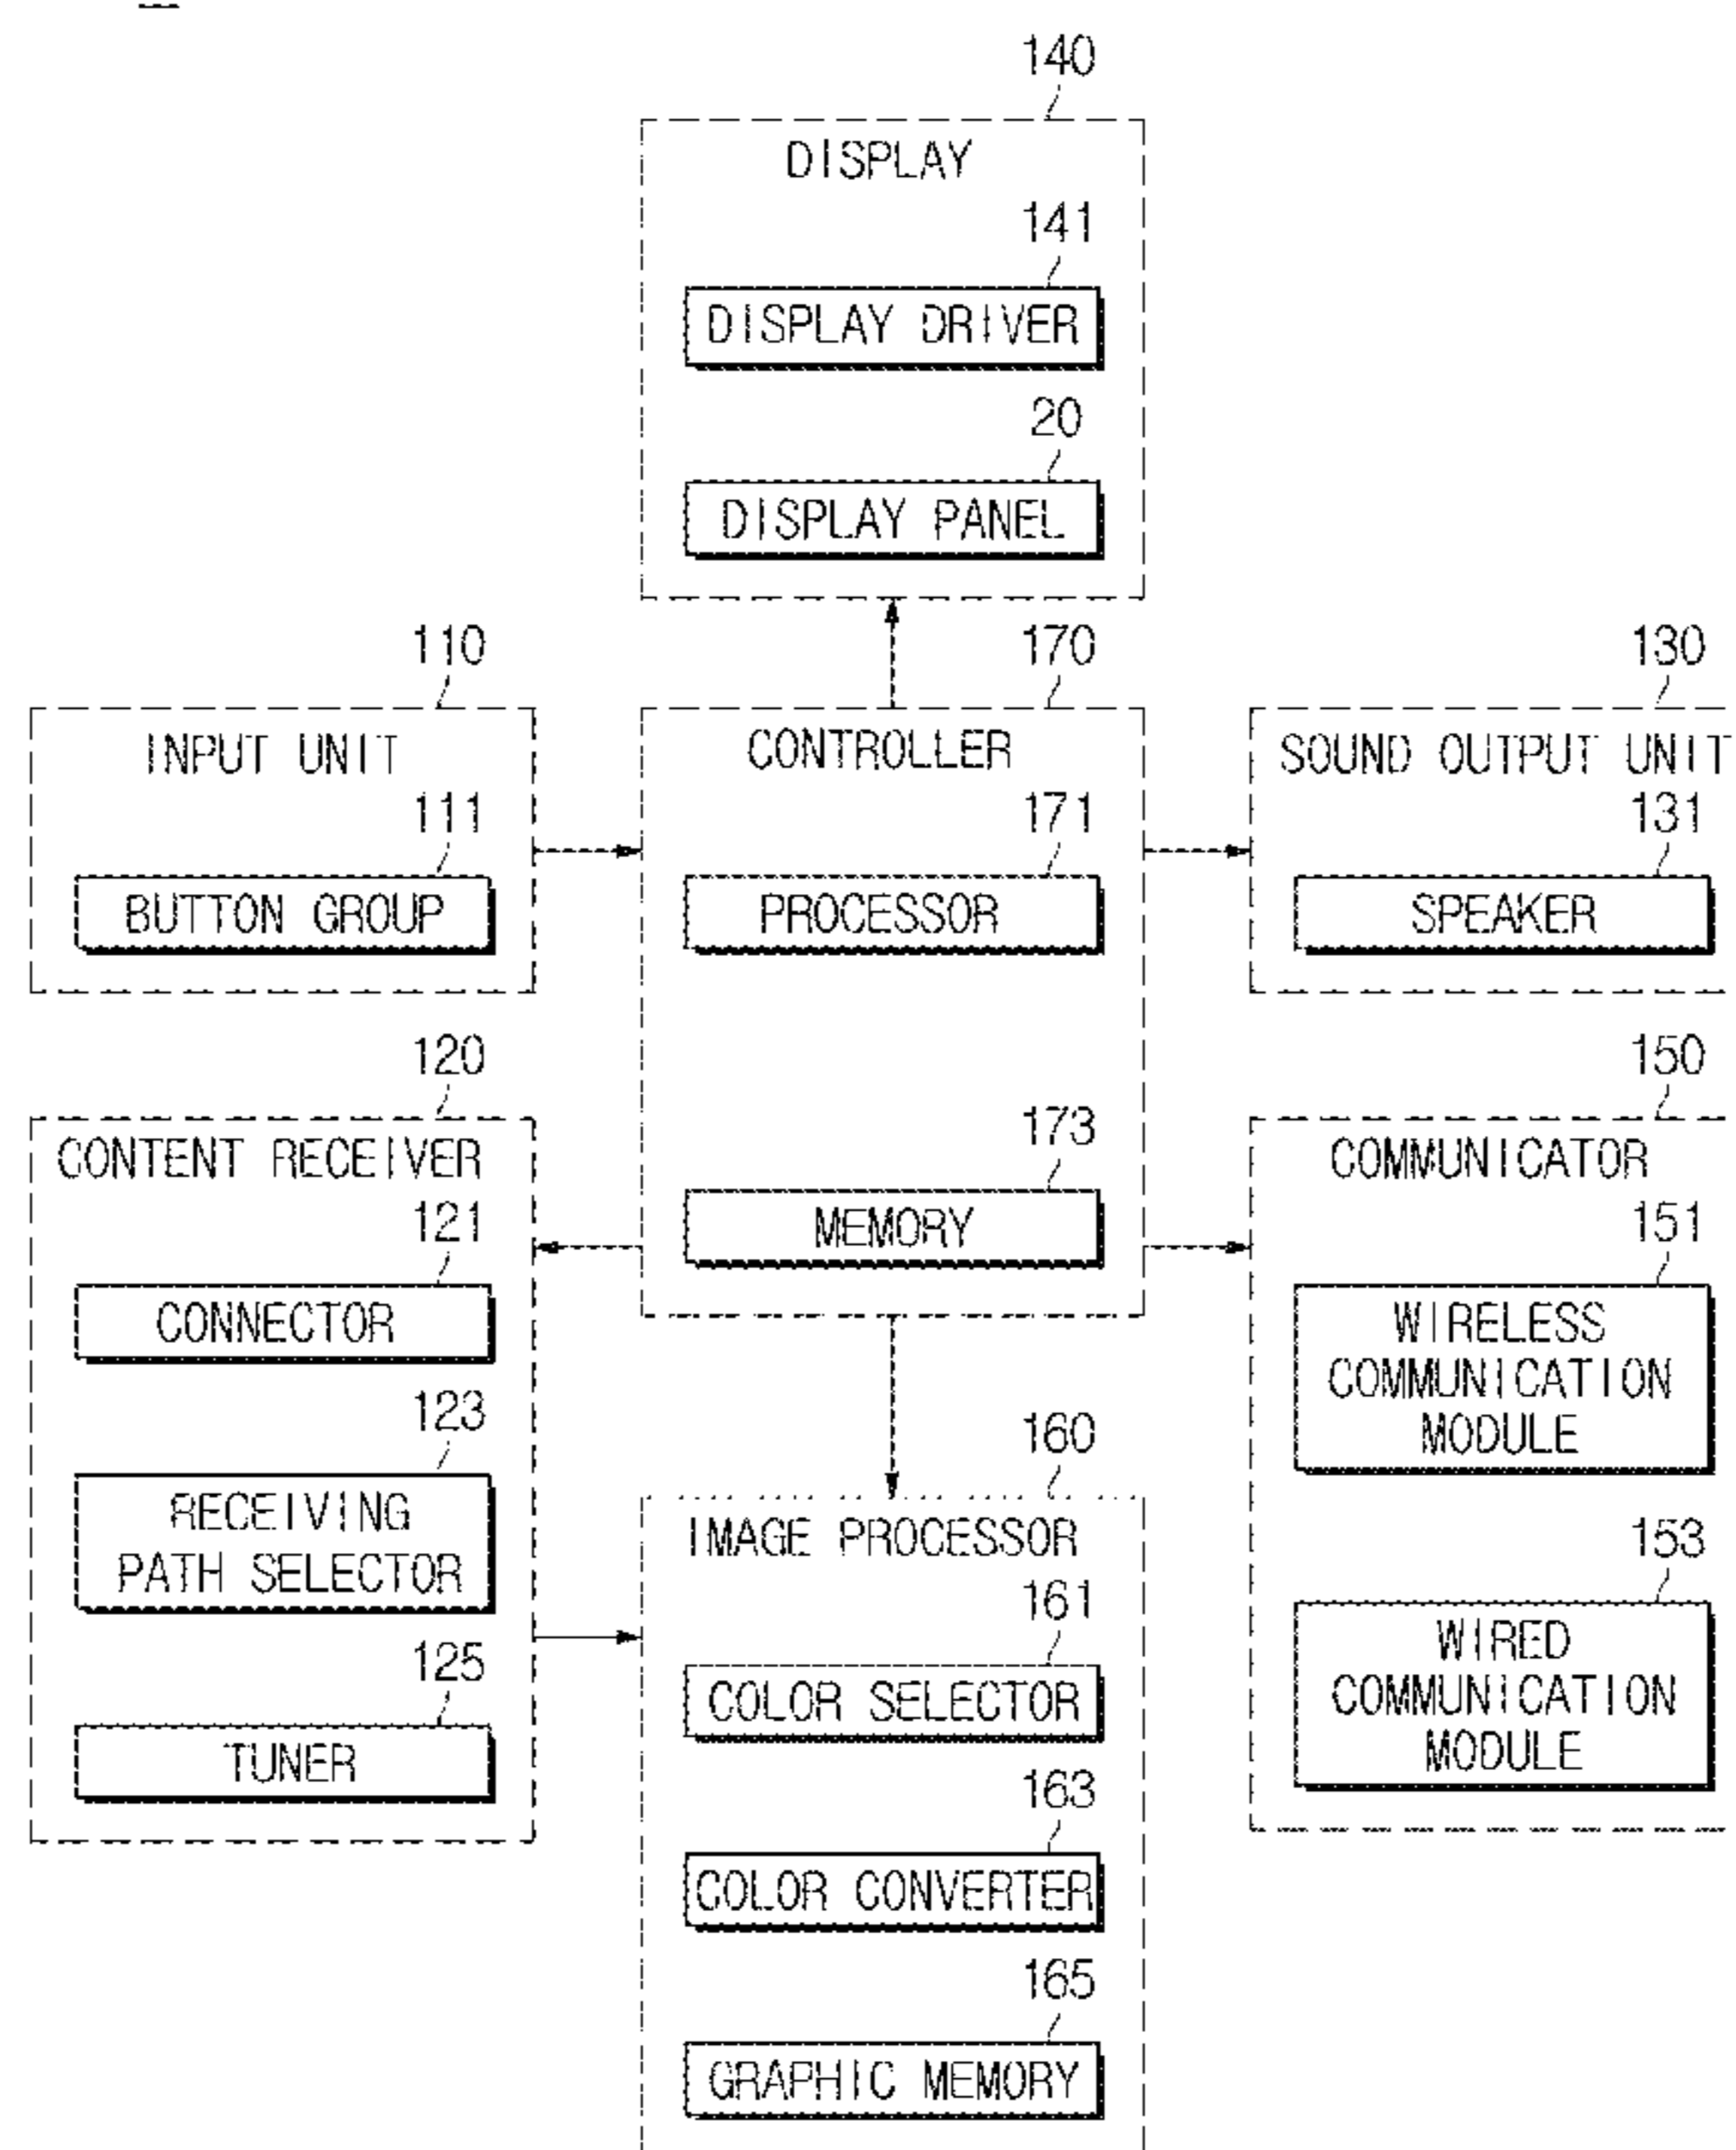 140
DISPLAY
141
DISPLAY DRIVER
20
DISPLAY PANEL
110
INPUT UNIT
111
BUTTON GROUP
170
CONTROLLER
171
PROCESSOR
173
MEMORY
130
SOUND OUTPUT UNIT
131
SPEAKER
120
CONTENT RECEIVER
121
CONNECTOR
123
RECEIVING
PATH SELECTOR
125
TUNER
160
IMAGE PROCESSOR
161
COLOR SELECTOR
163
COLOR CONVERTER
165
GRAPHIC MEMORY
150
COMMUNICATOR
151
WIRELESS
COMMUNICATION
MODULE
153
WIRED
COMMUNICATION
MODULE